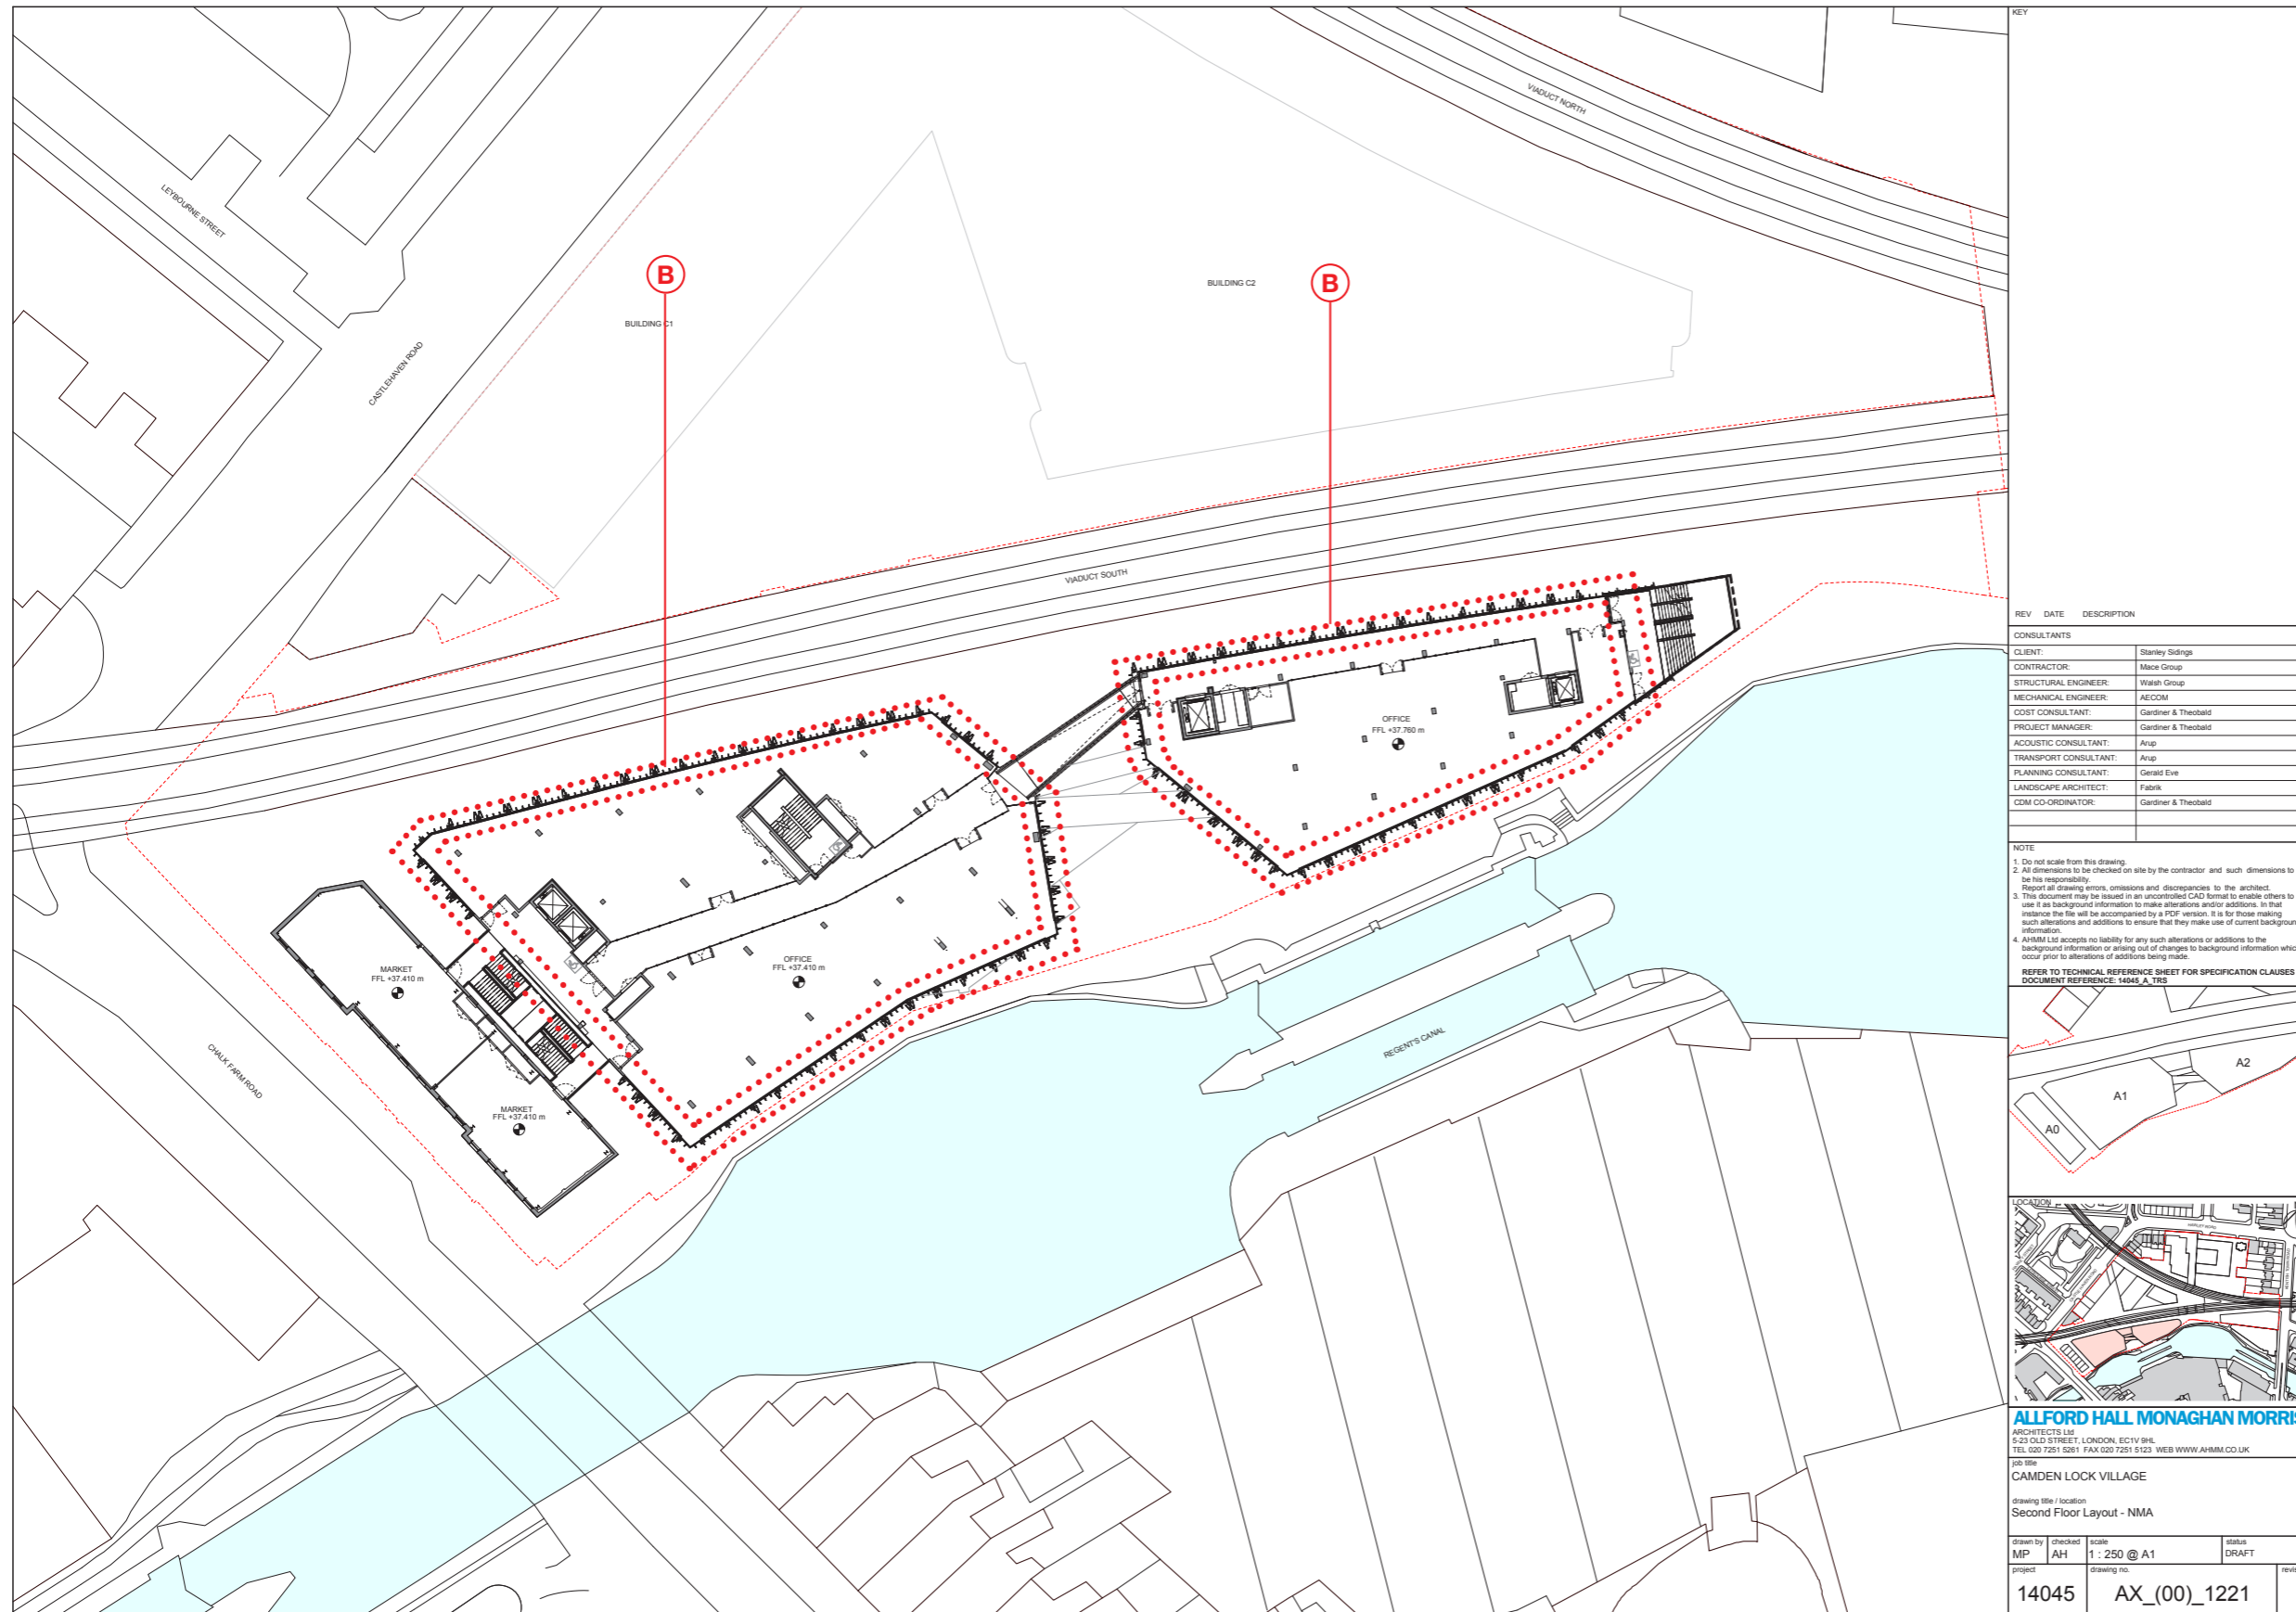 KEY
VIADUCT NORTH
LEYBOURNE STREET
B
B
BUILDING C2
BUILDING C1
CASTLEHAVEN ROAD
VIADUCT SOUTH
OFFICE
FFL +37.760 m
OFFICE
FFL +37.410 m
MARKET
FFL +37.410 m
MARKET
FFL +37.410 m
CHALK FARM ROAD
REGENT'S CANAL
REV DATE DESCRIPTION
CONSULTANTS
CLIENT: Stanley Sidings
CONTRACTOR: Mace Group
STRUCTURAL ENGINEER: Walsh Group
MECHANICAL ENGINEER: AECOM
COST CONSULTANT: Gardiner & Theobald
PROJECT MANAGER: Gardiner & Theobald
ACOUSTIC CONSULTANT: Arup
TRANSPORT CONSULTANT: Arup
PLANNING CONSULTANT: Gerald Eve
LANDSCAPE ARCHITECT: Fabrik
CDM CO-ORDINATOR: Gardiner & Theobald
NOTE
1. Do not scale from this drawing.
2. All dimensions to be checked on site by the contractor and such dimensions to
be his responsibility.
Report all drawing errors, omissions and discrepancies to the architect.
3. This document may be issued in an uncontrolled CAD format to enable others to
use it as background information to make alterations and/or additions. In that
instance the file will be accompanied by a PDF version. It is for those making
such alterations and additions to ensure that they make use of current background
information.
4. AHMM Ltd accepts no liability for any such alterations or additions to the
background information or arising out of changes to background information whic
occur prior to alterations of additions being made.
REFER TO TECHNICAL REFERENCE SHEET FOR SPECIFICATION CLAUSES
DOCUMENT REFERENCE: 14045_A_TRS
A2
A1
A0
LOCATION
ALLFORD HALL MONAGHAN MORRIS
ARCHITECTS Ltd
5-23 OLD STREET, LONDON, EC1V 9HL
TEL 020 7251 5261 FAX 020 7251 5123 WEB WWW.AHMM.CO.UK
job title
CAMDEN LOCK VILLAGE
drawing title / location
Second Floor Layout - NMA
drawn by checked scale status
MP AH 1 : 250 @ A1 DRAFT
project drawing no. revis
14045 AX_(00)_1221